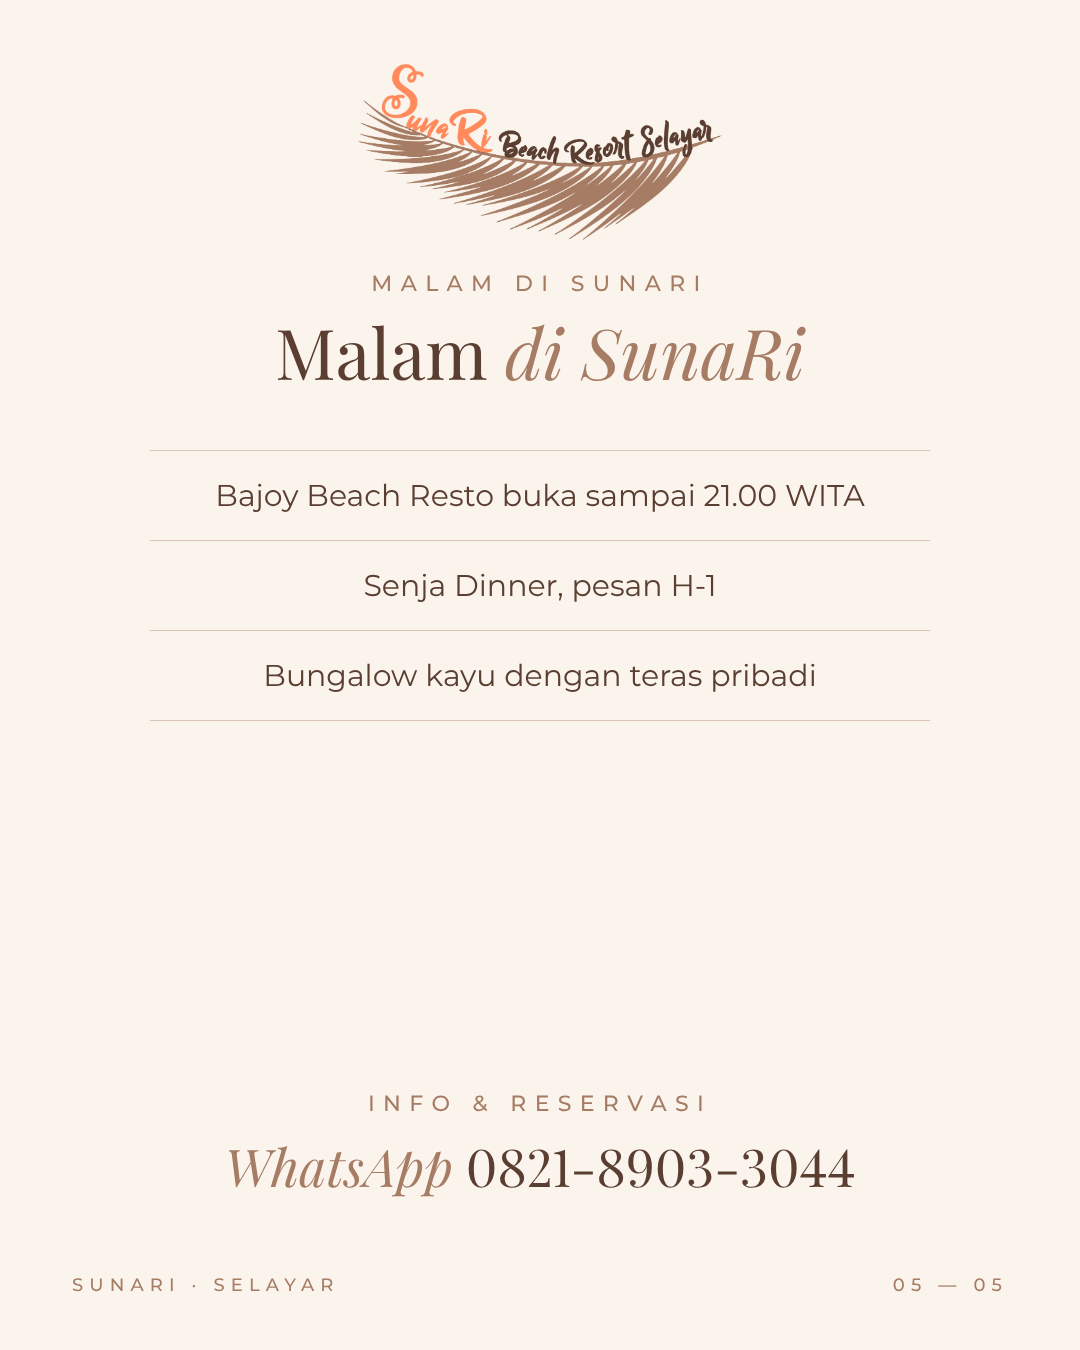 SunaRi Beach Resort Selayar
MALAM DI SUNARI
Malam di SunaRi
Bajoy Beach Resto buka sampai 21.00 WITA
Senja Dinner, pesan H-1
Bungalow kayu dengan teras pribadi
INFO & RESERVASI
WhatsApp 0821-8903-3044
SUNARI · SELAYAR
05 — 05